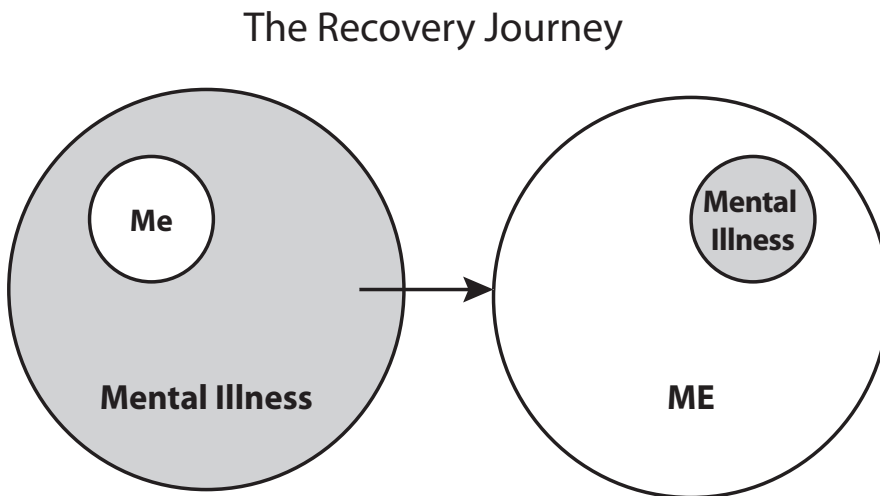 The Recovery Journey
Me
Mental Illness
Mental
Illness
ME